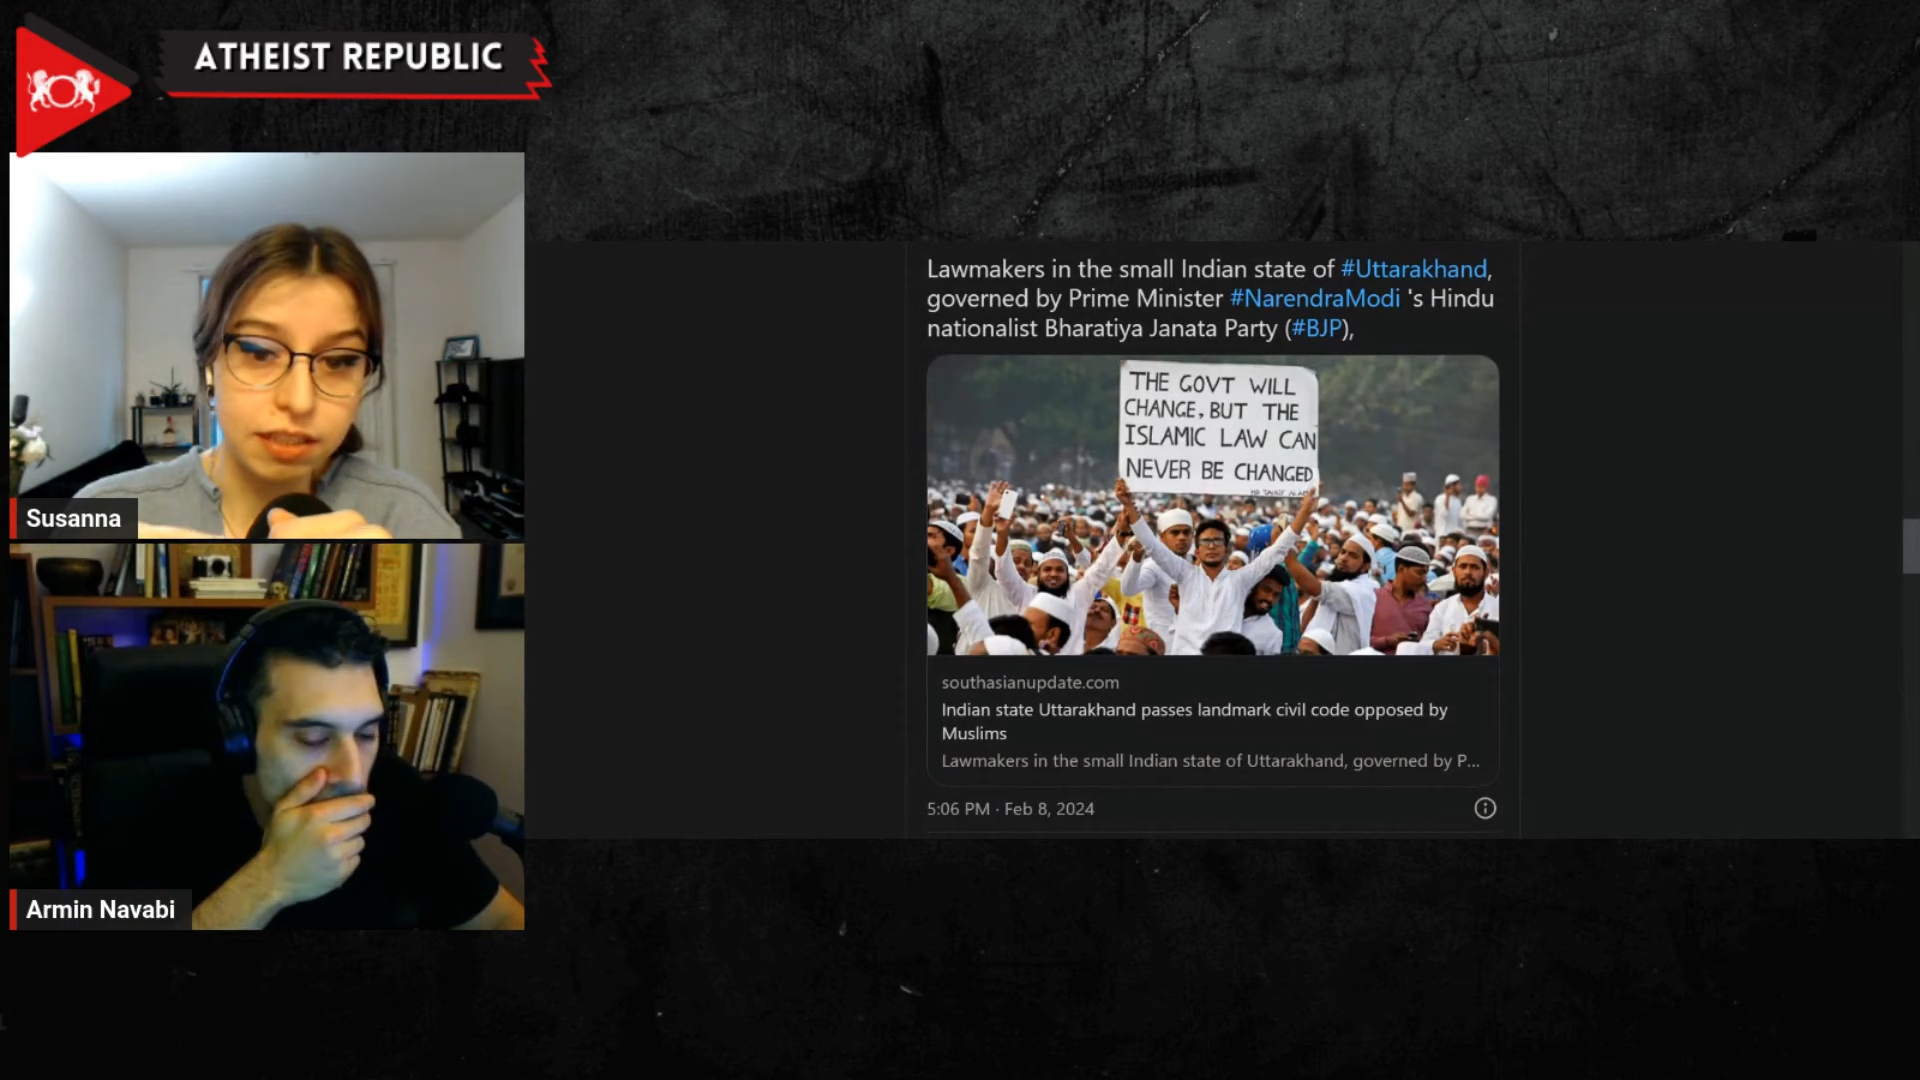 ATHEIST REPUBLIC
Susanna
Armin Navabi
Lawmakers in the small Indian state of #Uttarakhand,
governed by Prime Minister #NarendraModi 's Hindu
nationalist Bharatiya Janata Party (#BJP),
THE GOVT WILL
CHANGE, BUT THE
ISLAMIC LAW CAN
NEVER BE CHANGED
southasianupdate.com
Indian state Uttarakhand passes landmark civil code opposed by
Muslims
Lawmakers in the small Indian state of Uttarakhand, governed by P...
5:06 PM · Feb 8, 2024